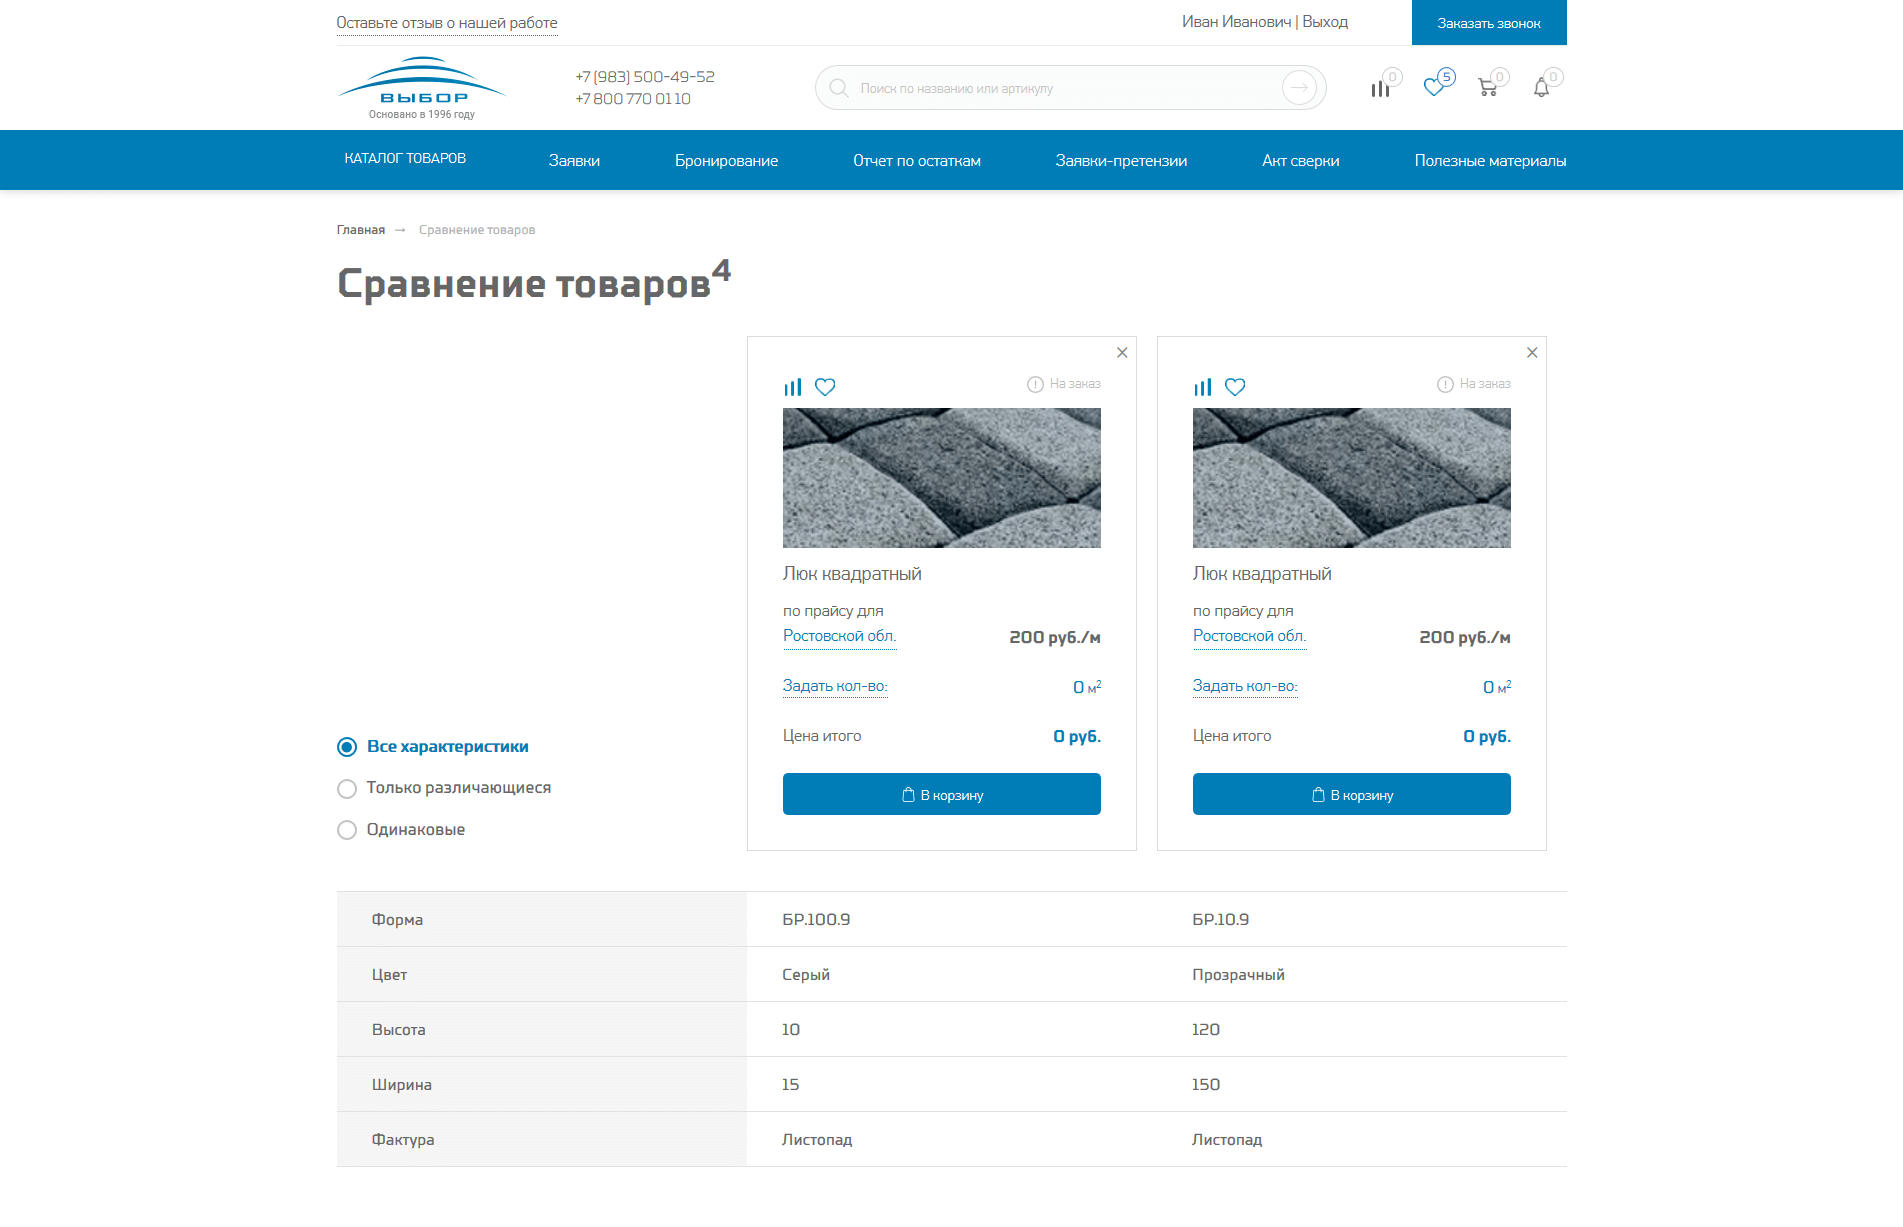 Оставьте отзыв о нашей работе
Иван Иванович | Выход
Заказать звонок
ВЫБОР
Основано в 1996 году
+7 (983) 500-49-52
+7 800 770 01 10
Поиск по названию или артикулу
0
5
0
0
КАТАЛОГ ТОВАРОВ
Заявки
Бронирование
Отчет по остаткам
Заявки-претензии
Акт сверки
Полезные материалы
Главная → Сравнение товаров
Сравнение товаров⁴
На заказ
Люк квадратный
по прайсу для
Ростовской обл.
200 руб./м
Задать кол-во:
0 м²
Цена итого
0 руб.
В корзину
На заказ
Люк квадратный
по прайсу для
Ростовской обл.
200 руб./м
Задать кол-во:
0 м²
Цена итого
0 руб.
В корзину
Все характеристики
Только различающиеся
Одинаковые
Форма БР.100.9 БР.10.9
Цвет Серый Прозрачный
Высота 10 120
Ширина 15 150
Фактура Листопад Листопад